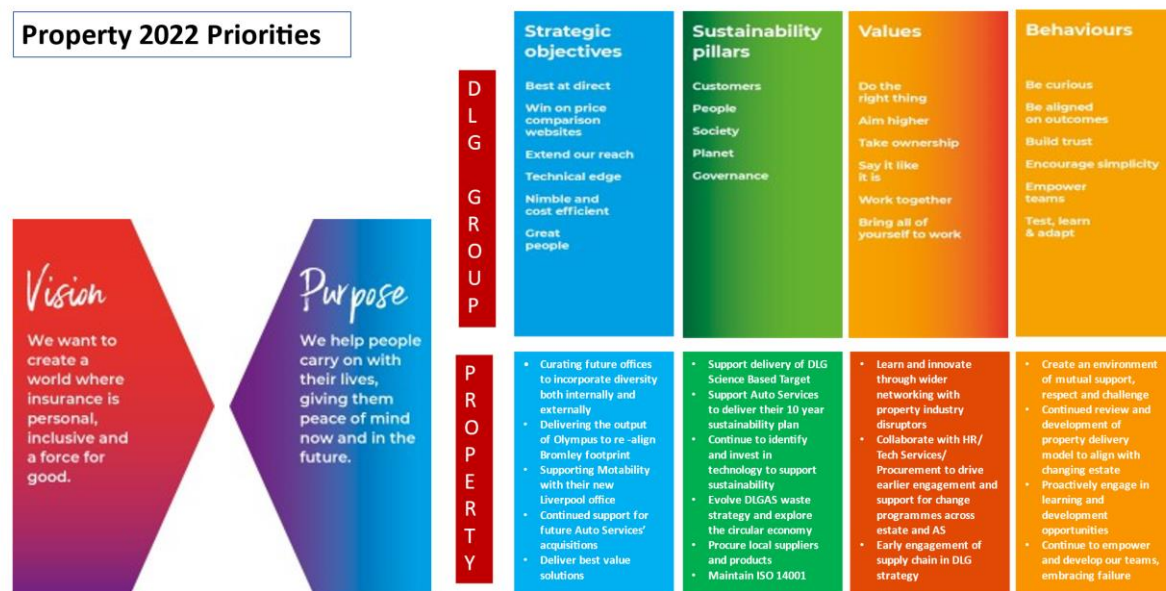 Property 2022 Priorities
Vision
We want to
create a
world where
insurance is
personal,
inclusive and
a force for
good.
Purpose
We help people
carry on with
their lives,
giving them
peace of mind
now and in the
future.
DLG GROUP
Strategic
objectives
Best at direct
Win on price
comparison
websites
Extend our reach
Technical edge
Nimble and
cost efficient
Great
people
Sustainability
pillars
Customers
People
Society
Planet
Governance
Values
Do the
right thing
Aim higher
Take ownership
Say it like
it is
Work together
Bring all of
yourself to work
Behaviours
Be curious
Be aligned
on outcomes
Build trust
Encourage simplicity
Empower
teams
Test, learn
& adapt
PROPERTY
• Curating future offices
to incorporate diversity
both internally and
externally
• Delivering the output
of Olympus to re -align
Bromley footprint
• Supporting Motability
with their new
Liverpool office
• Continued support for
future Auto Services’
acquisitions
• Deliver best value
solutions
• Support delivery of DLG
Science Based Target
• Support Auto Services
to deliver their 10 year
sustainability plan
• Continue to identify
and invest in
technology to support
sustainability
• Evolve DLGAS waste
strategy and explore
the circular economy
• Procure local suppliers
and products
• Maintain ISO 14001
• Learn and innovate
through wider
networking with
property industry
disruptors
• Collaborate with HR/
Tech Services/
Procurement to drive
earlier engagement and
support for change
programmes across
estate and AS
• Early engagement of
supply chain in DLG
strategy
• Create an environment
of mutual support,
respect and challenge
• Continued review and
development of
property delivery
model to align with
changing estate
• Proactively engage in
learning and
development
opportunities
• Continue to empower
and develop our teams,
embracing failure